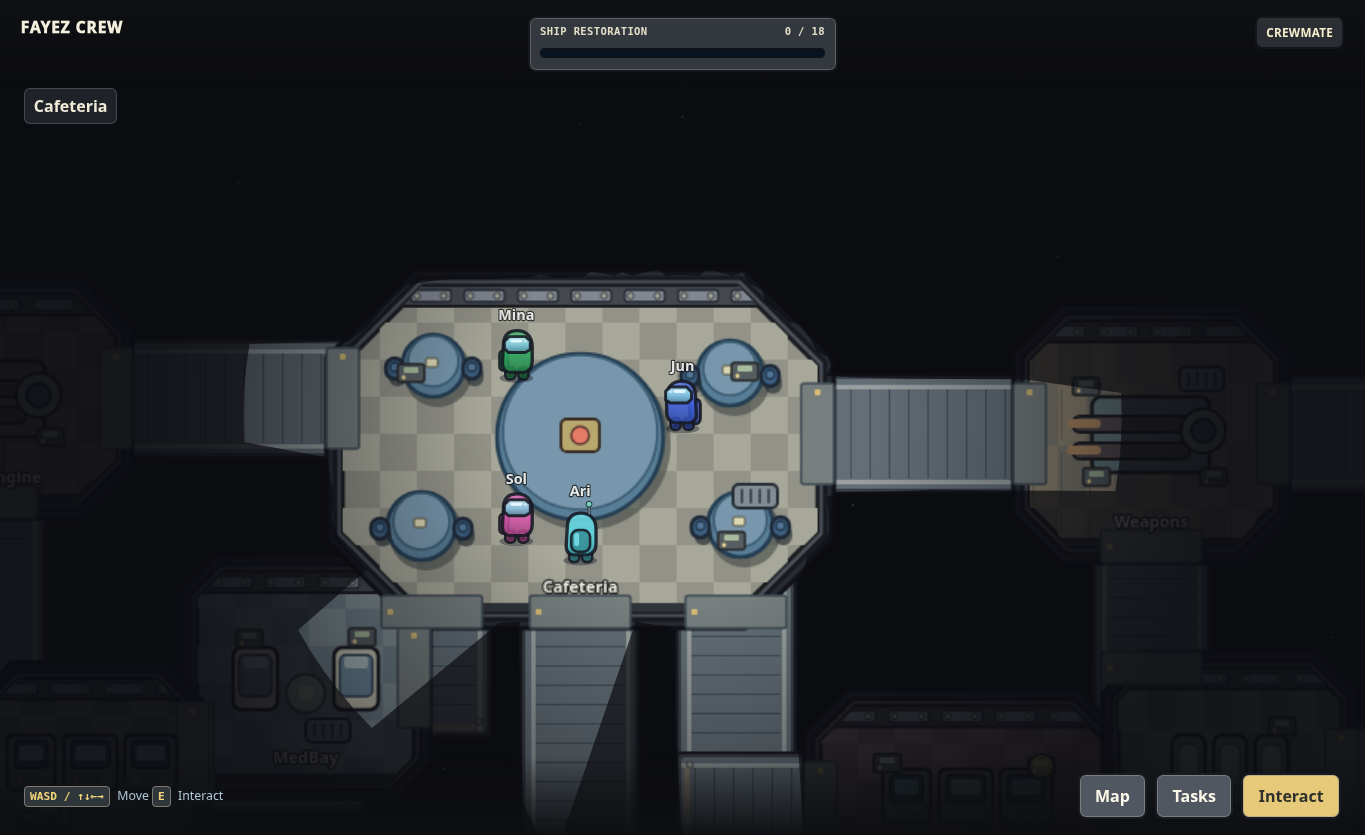 FAYEZ CREW
SHIP RESTORATION 0 / 18
CREWMATE
Cafeteria
Mina
Jun
Sol
Ari
Cafeteria
ngine
Weapons
MedBay
WASD / ↑↓←→ Move E Interact
Map Tasks Interact